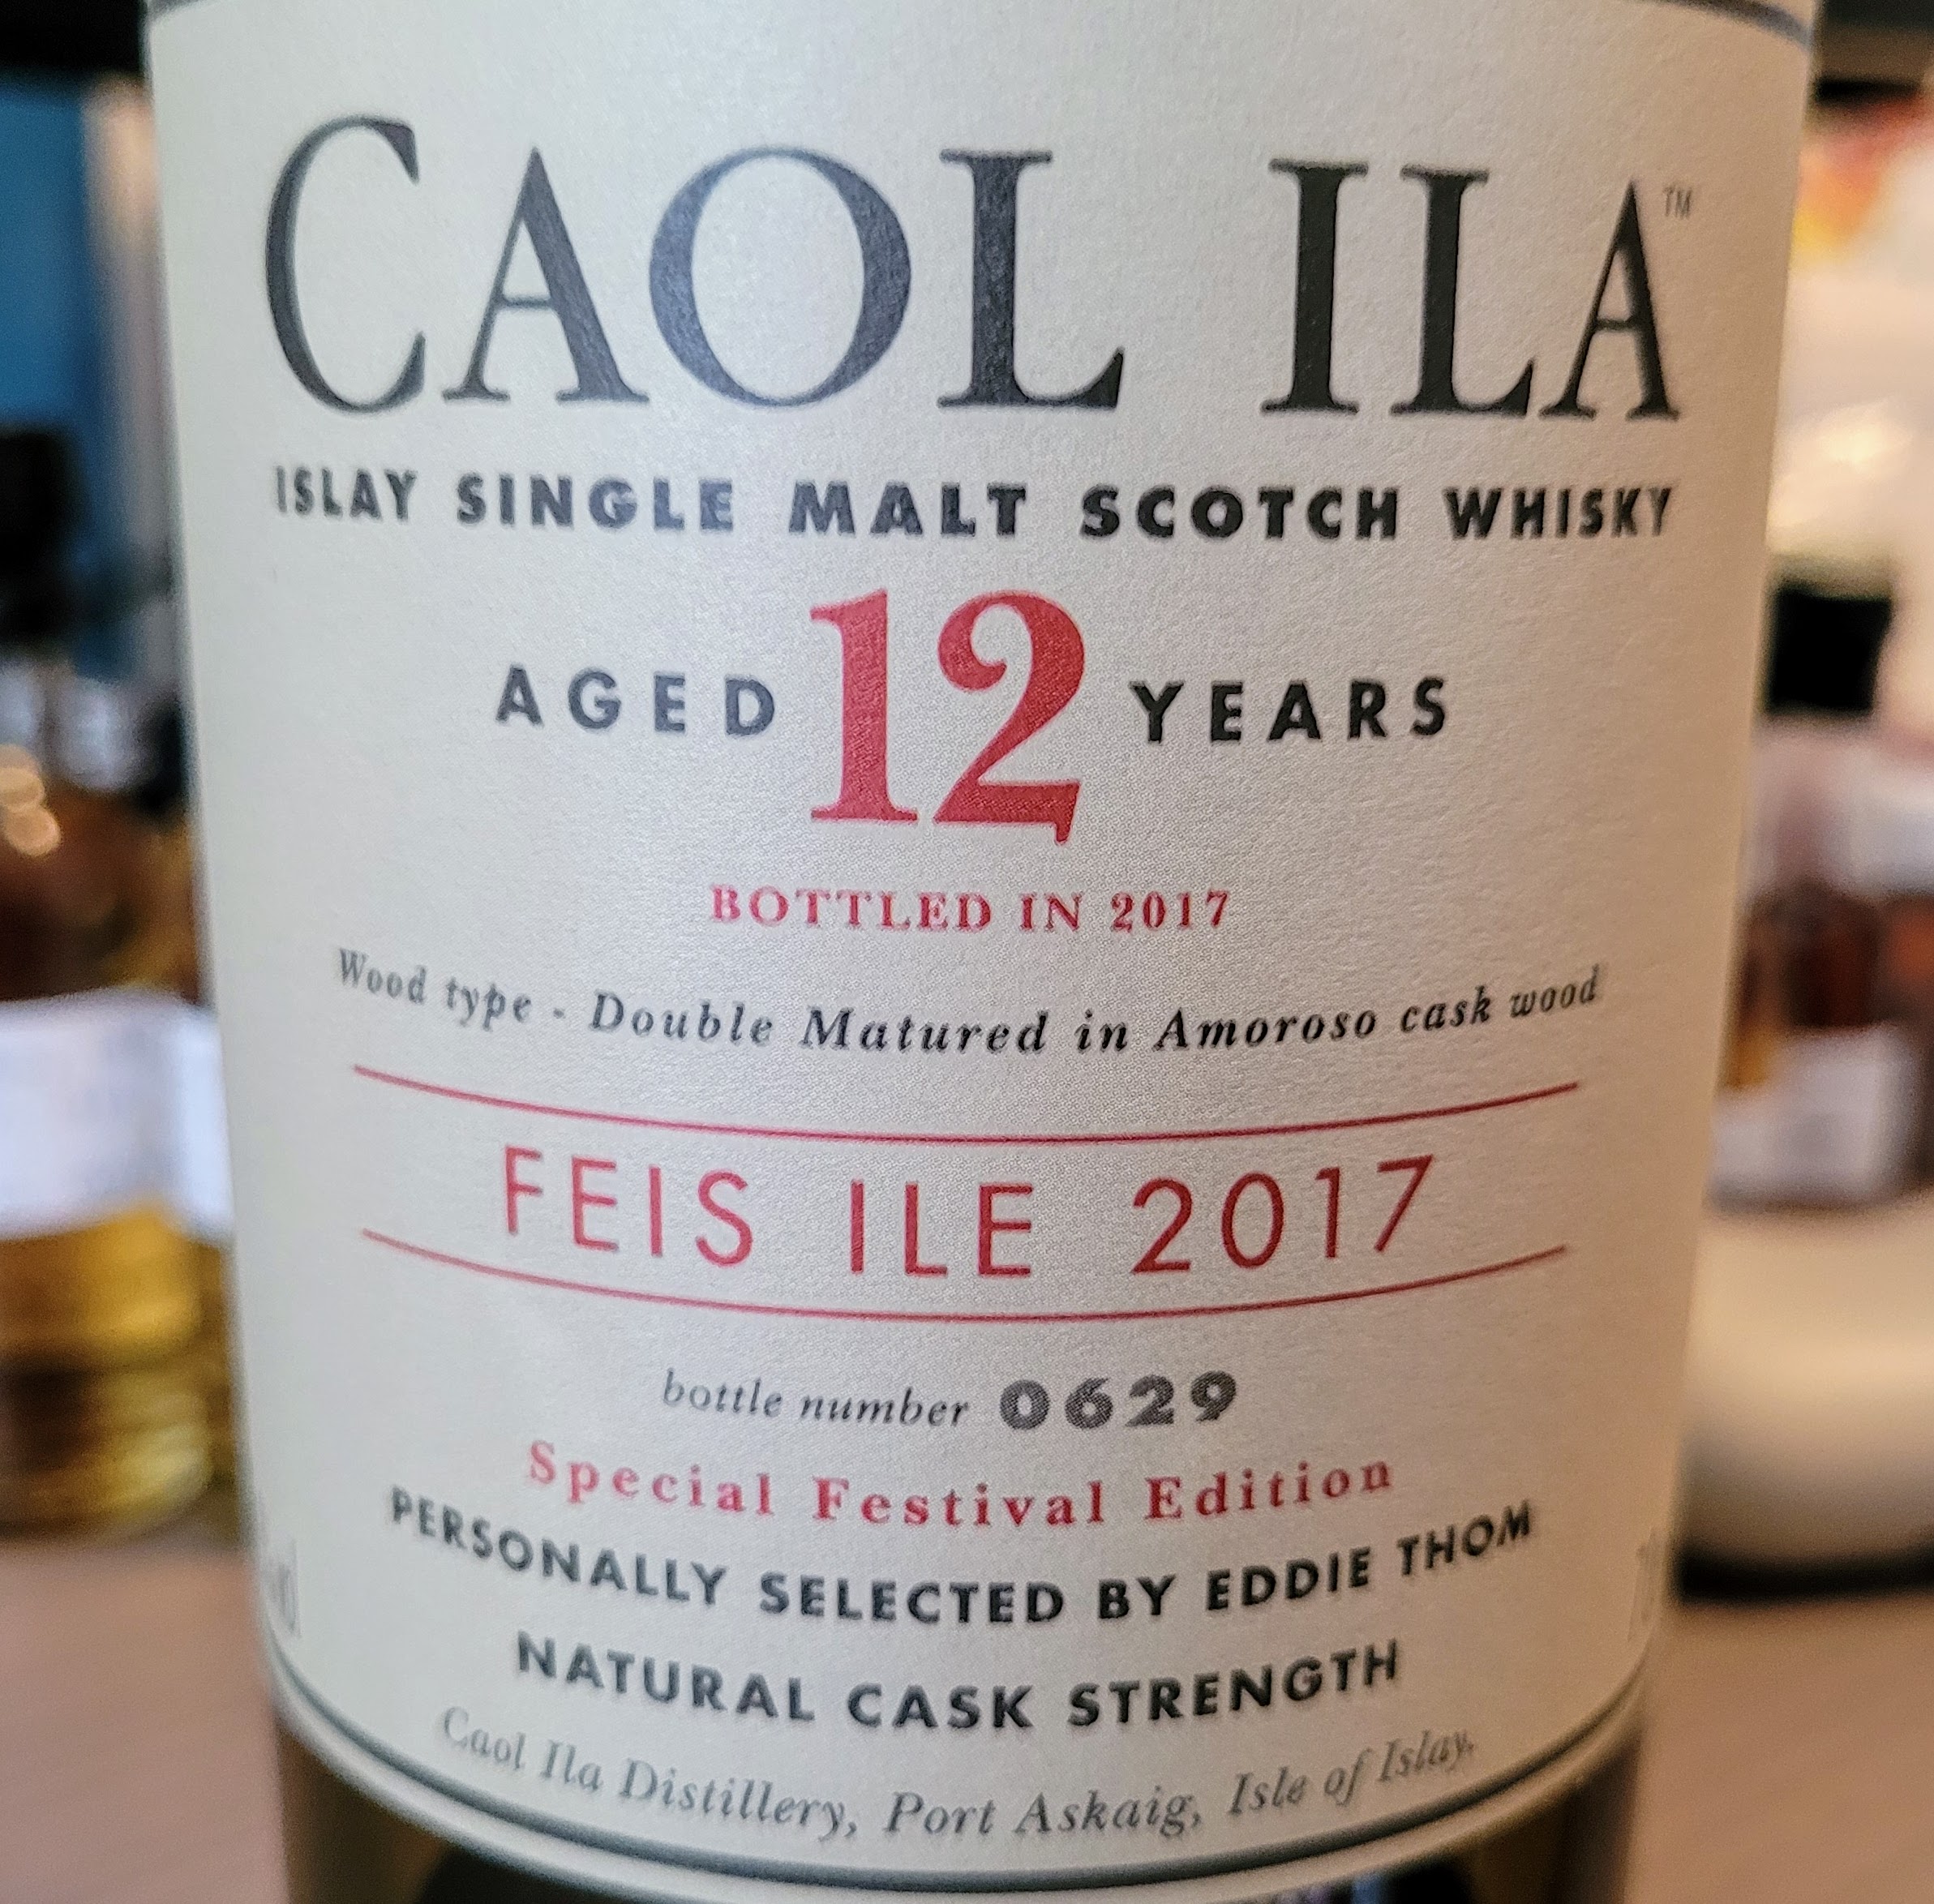 CAOL ILA™
ISLAY SINGLE MALT SCOTCH WHISKY
AGED 12 YEARS
BOTTLED IN 2017
Wood type - Double Matured in Amoroso cask wood
FEIS ILE 2017
bottle number 0629
Special Festival Edition
PERSONALLY SELECTED BY EDDIE THOM
NATURAL CASK STRENGTH
Caol Ila Distillery, Port Askaig, Isle of Islay.